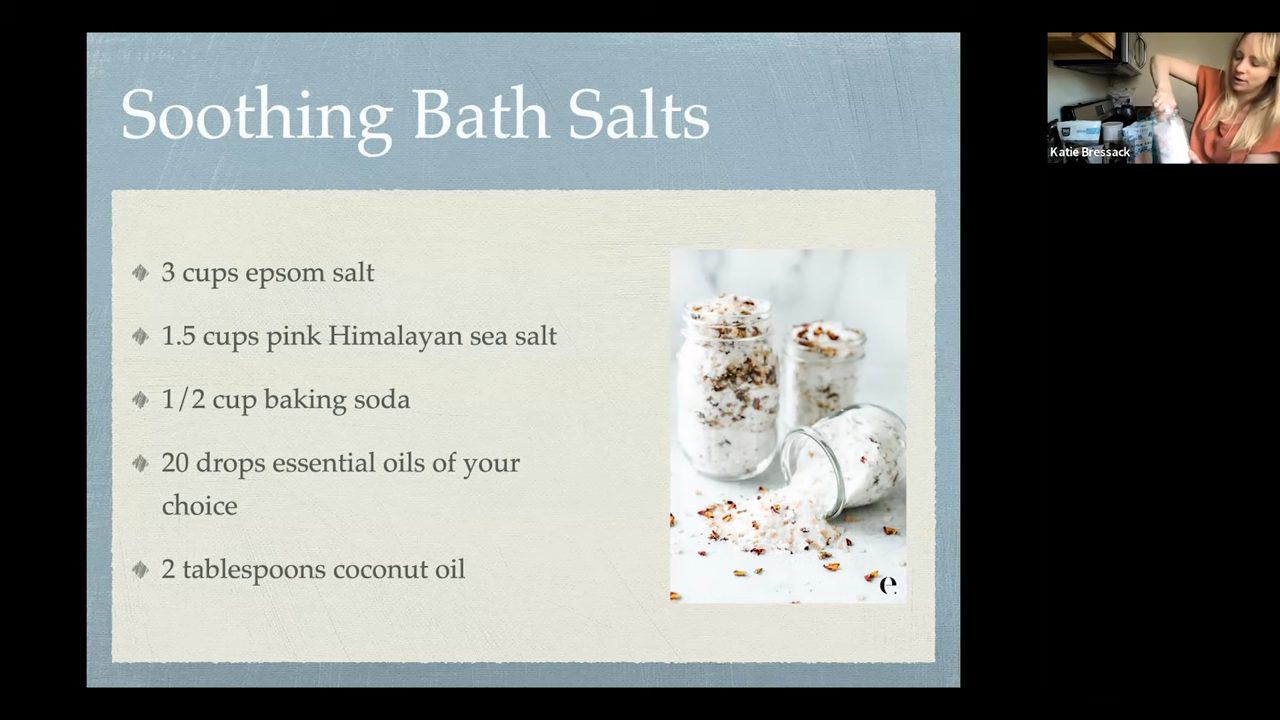 Soothing Bath Salts
3 cups epsom salt
1.5 cups pink Himalayan sea salt
1/2 cup baking soda
20 drops essential oils of your
choice
2 tablespoons coconut oil
e.
Katie Bressack